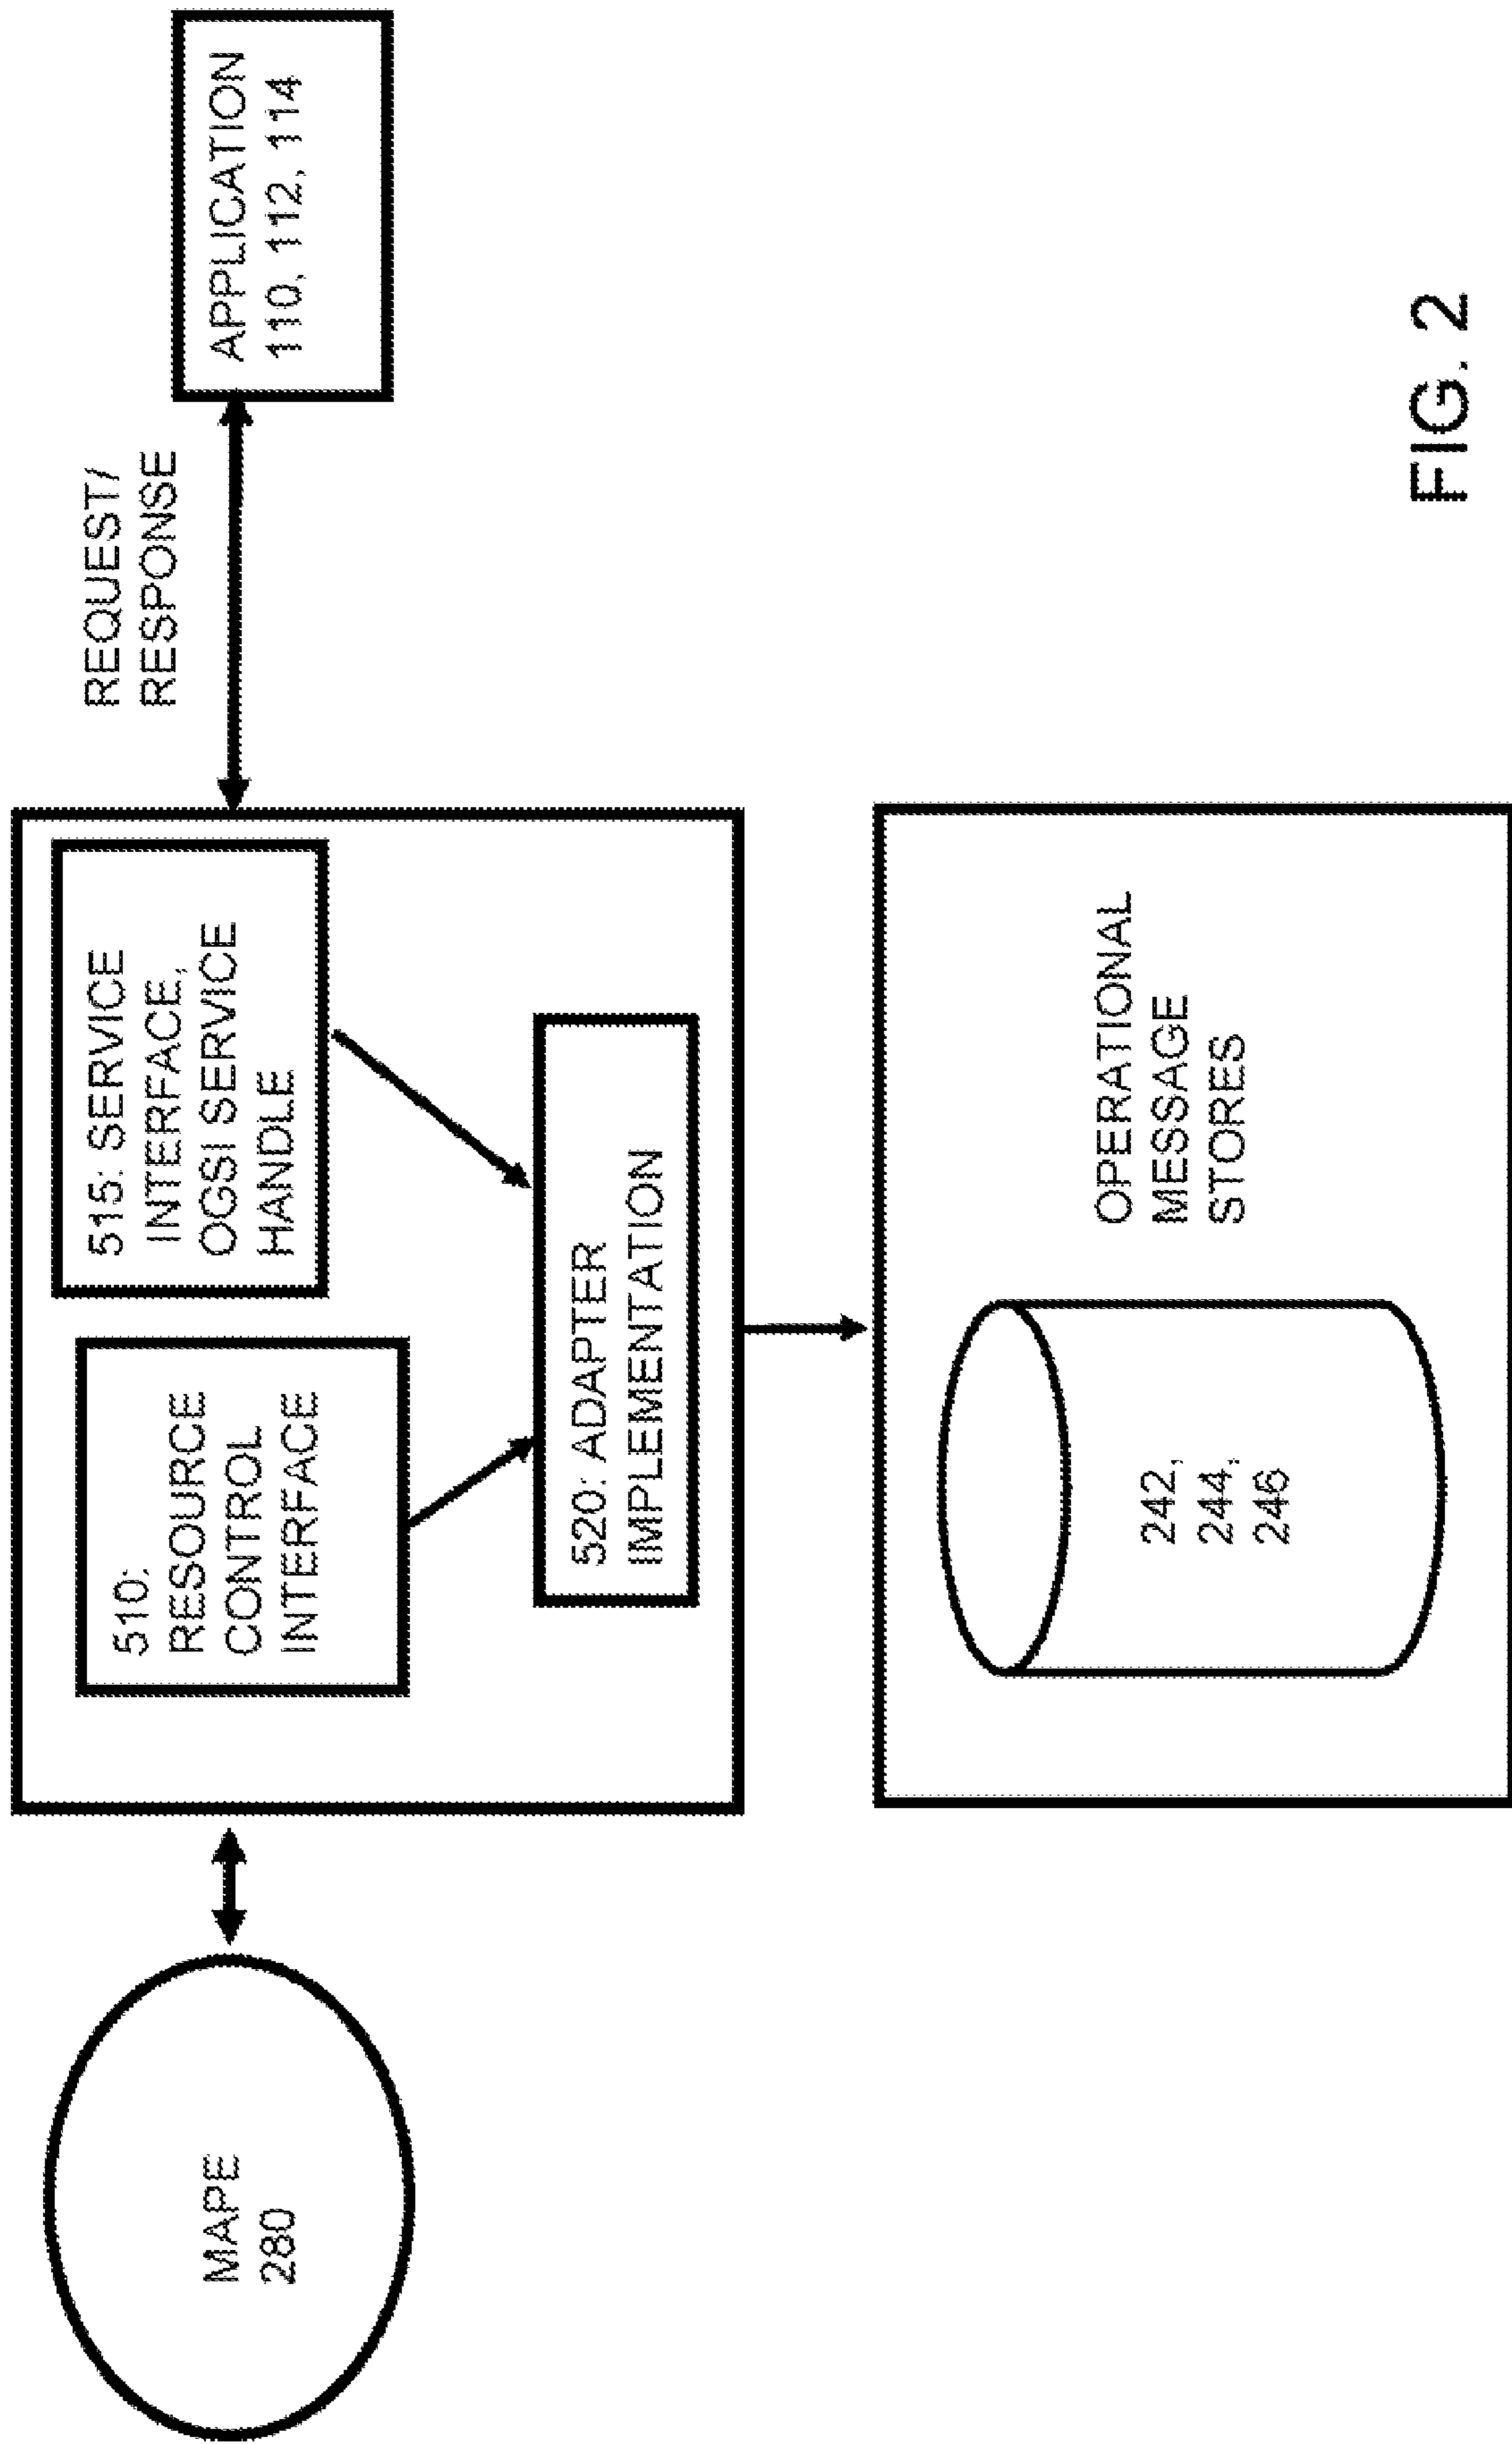 MAPE
280
510:
RESOURCE
CONTROL
INTERFACE
515: SERVICE
INTERFACE,
OGSI SERVICE
HANDLE
520: ADAPTER
IMPLEMENTATION
REQUEST/
RESPONSE
APPLICATION
110, 112, 114
242,
244,
246
OPERATIONAL
MESSAGE
STORES
FIG. 2